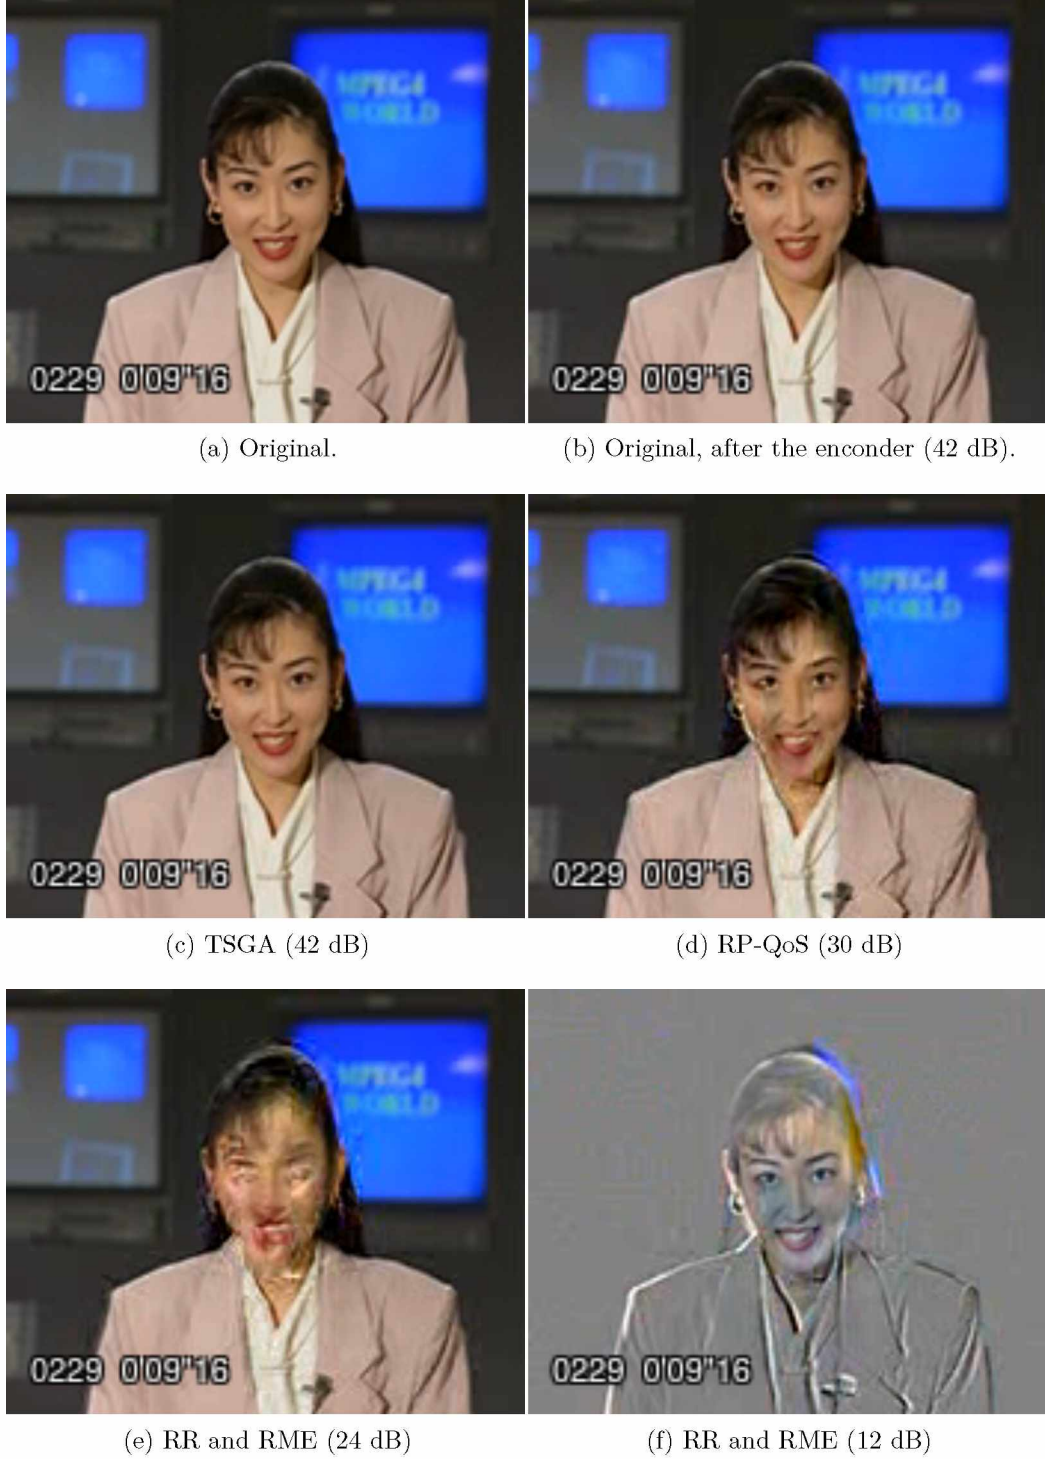 MPEG4
WORLD
0229 0'09"16
MPEG4
WORLD
0229 0'09"16
(a) Original.
(b) Original, after the enconder (42 dB).
MPEG4
WORLD
0229 0'09"16
MPEG4
WORLD
0229 0'09"16
(c) TSGA (42 dB)
(d) RP-QoS (30 dB)
MPEG4
WORLD
0229 0'09"16
0229 0'09"16
(e) RR and RME (24 dB)
(f) RR and RME (12 dB)